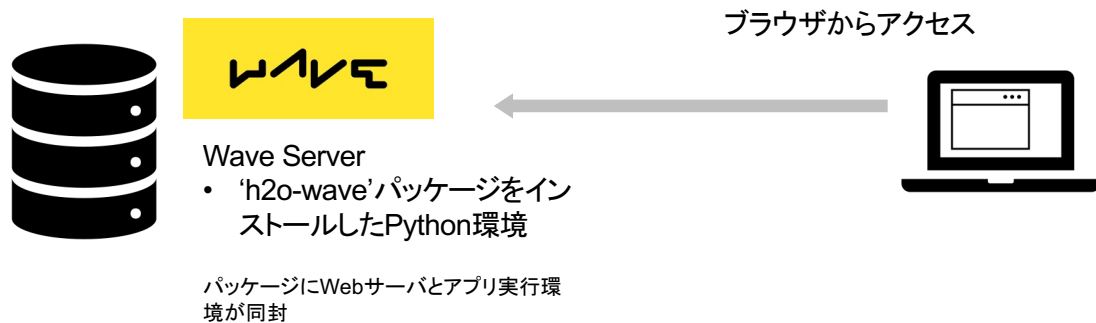 ブラウザからアクセス
WAVE
Wave Server
• ‘h2o-wave’パッケージをイン
ストールしたPython環境
パッケージにWebサーバとアプリ実行環
境が同封